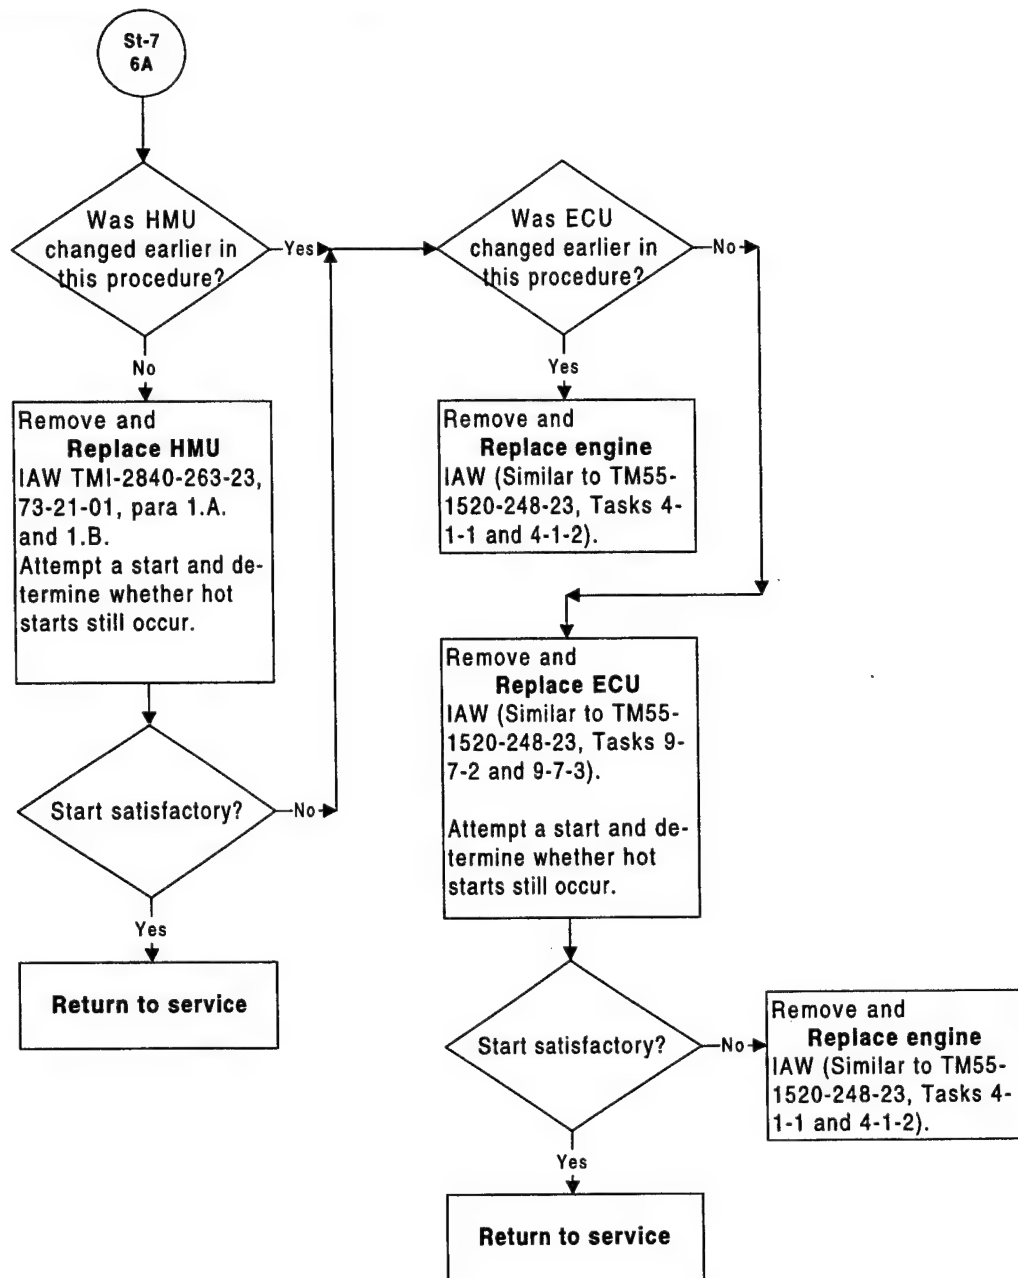 St-7
6A
Was HMU
changed earlier in
this procedure?
Yes
No
Remove and
Replace HMU
IAW TMI-2840-263-23,
73-21-01, para 1.A.
and 1.B.
Attempt a start and de-
termine whether hot
starts still occur.
Start satisfactory?
No
Yes
Return to service
Was ECU
changed earlier in
this procedure?
No
Yes
Remove and
Replace engine
IAW (Similar to TM55-
1520-248-23, Tasks 4-
1-1 and 4-1-2).
Remove and
Replace ECU
IAW (Similar to TM55-
1520-248-23, Tasks 9-
7-2 and 9-7-3).
Attempt a start and de-
termine whether hot
starts still occur.
Start satisfactory?
No
Remove and
Replace engine
IAW (Similar to TM55-
1520-248-23, Tasks 4-
1-1 and 4-1-2).
Yes
Return to service